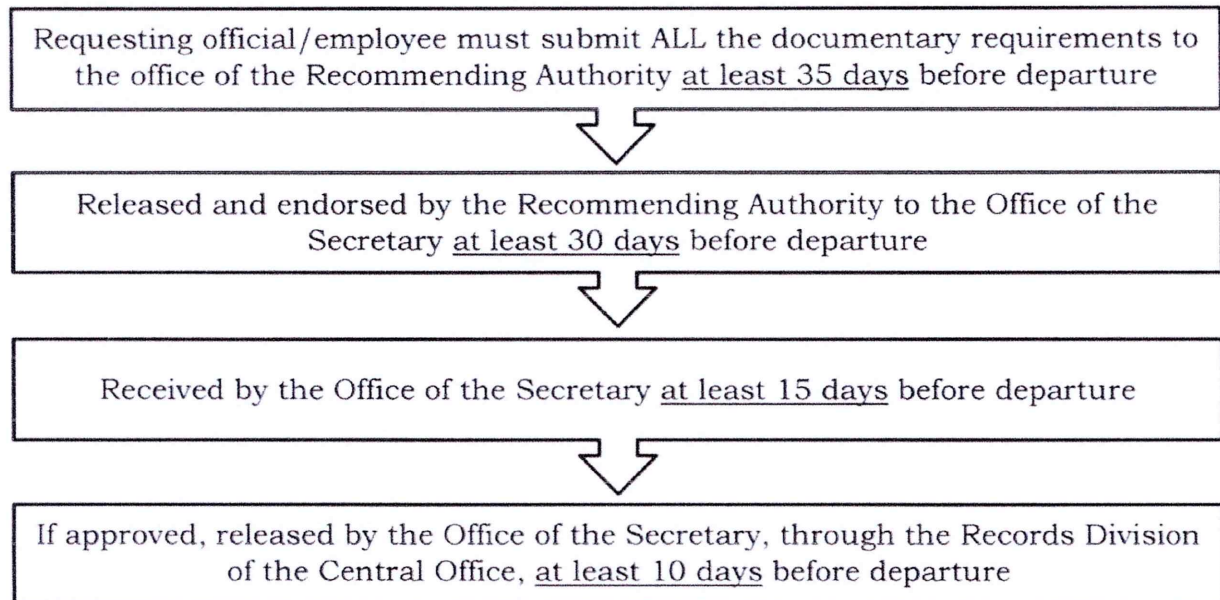 Requesting official/employee must submit ALL the documentary requirements to
the office of the Recommending Authority at least 35 days before departure
Released and endorsed by the Recommending Authority to the Office of the
Secretary at least 30 days before departure
Received by the Office of the Secretary at least 15 days before departure
If approved, released by the Office of the Secretary, through the Records Division
of the Central Office, at least 10 days before departure